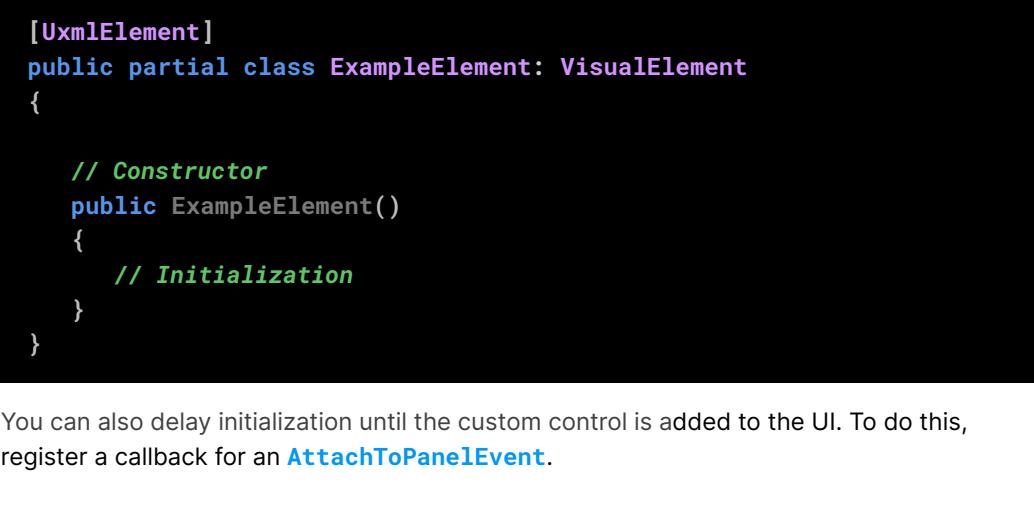 [UxmlElement]
public partial class ExampleElement: VisualElement
{
// Constructor
public ExampleElement()
{
// Initialization
}
}
You can also delay initialization until the custom control is added to the UI. To do this,
register a callback for an AttachToPanelEvent.